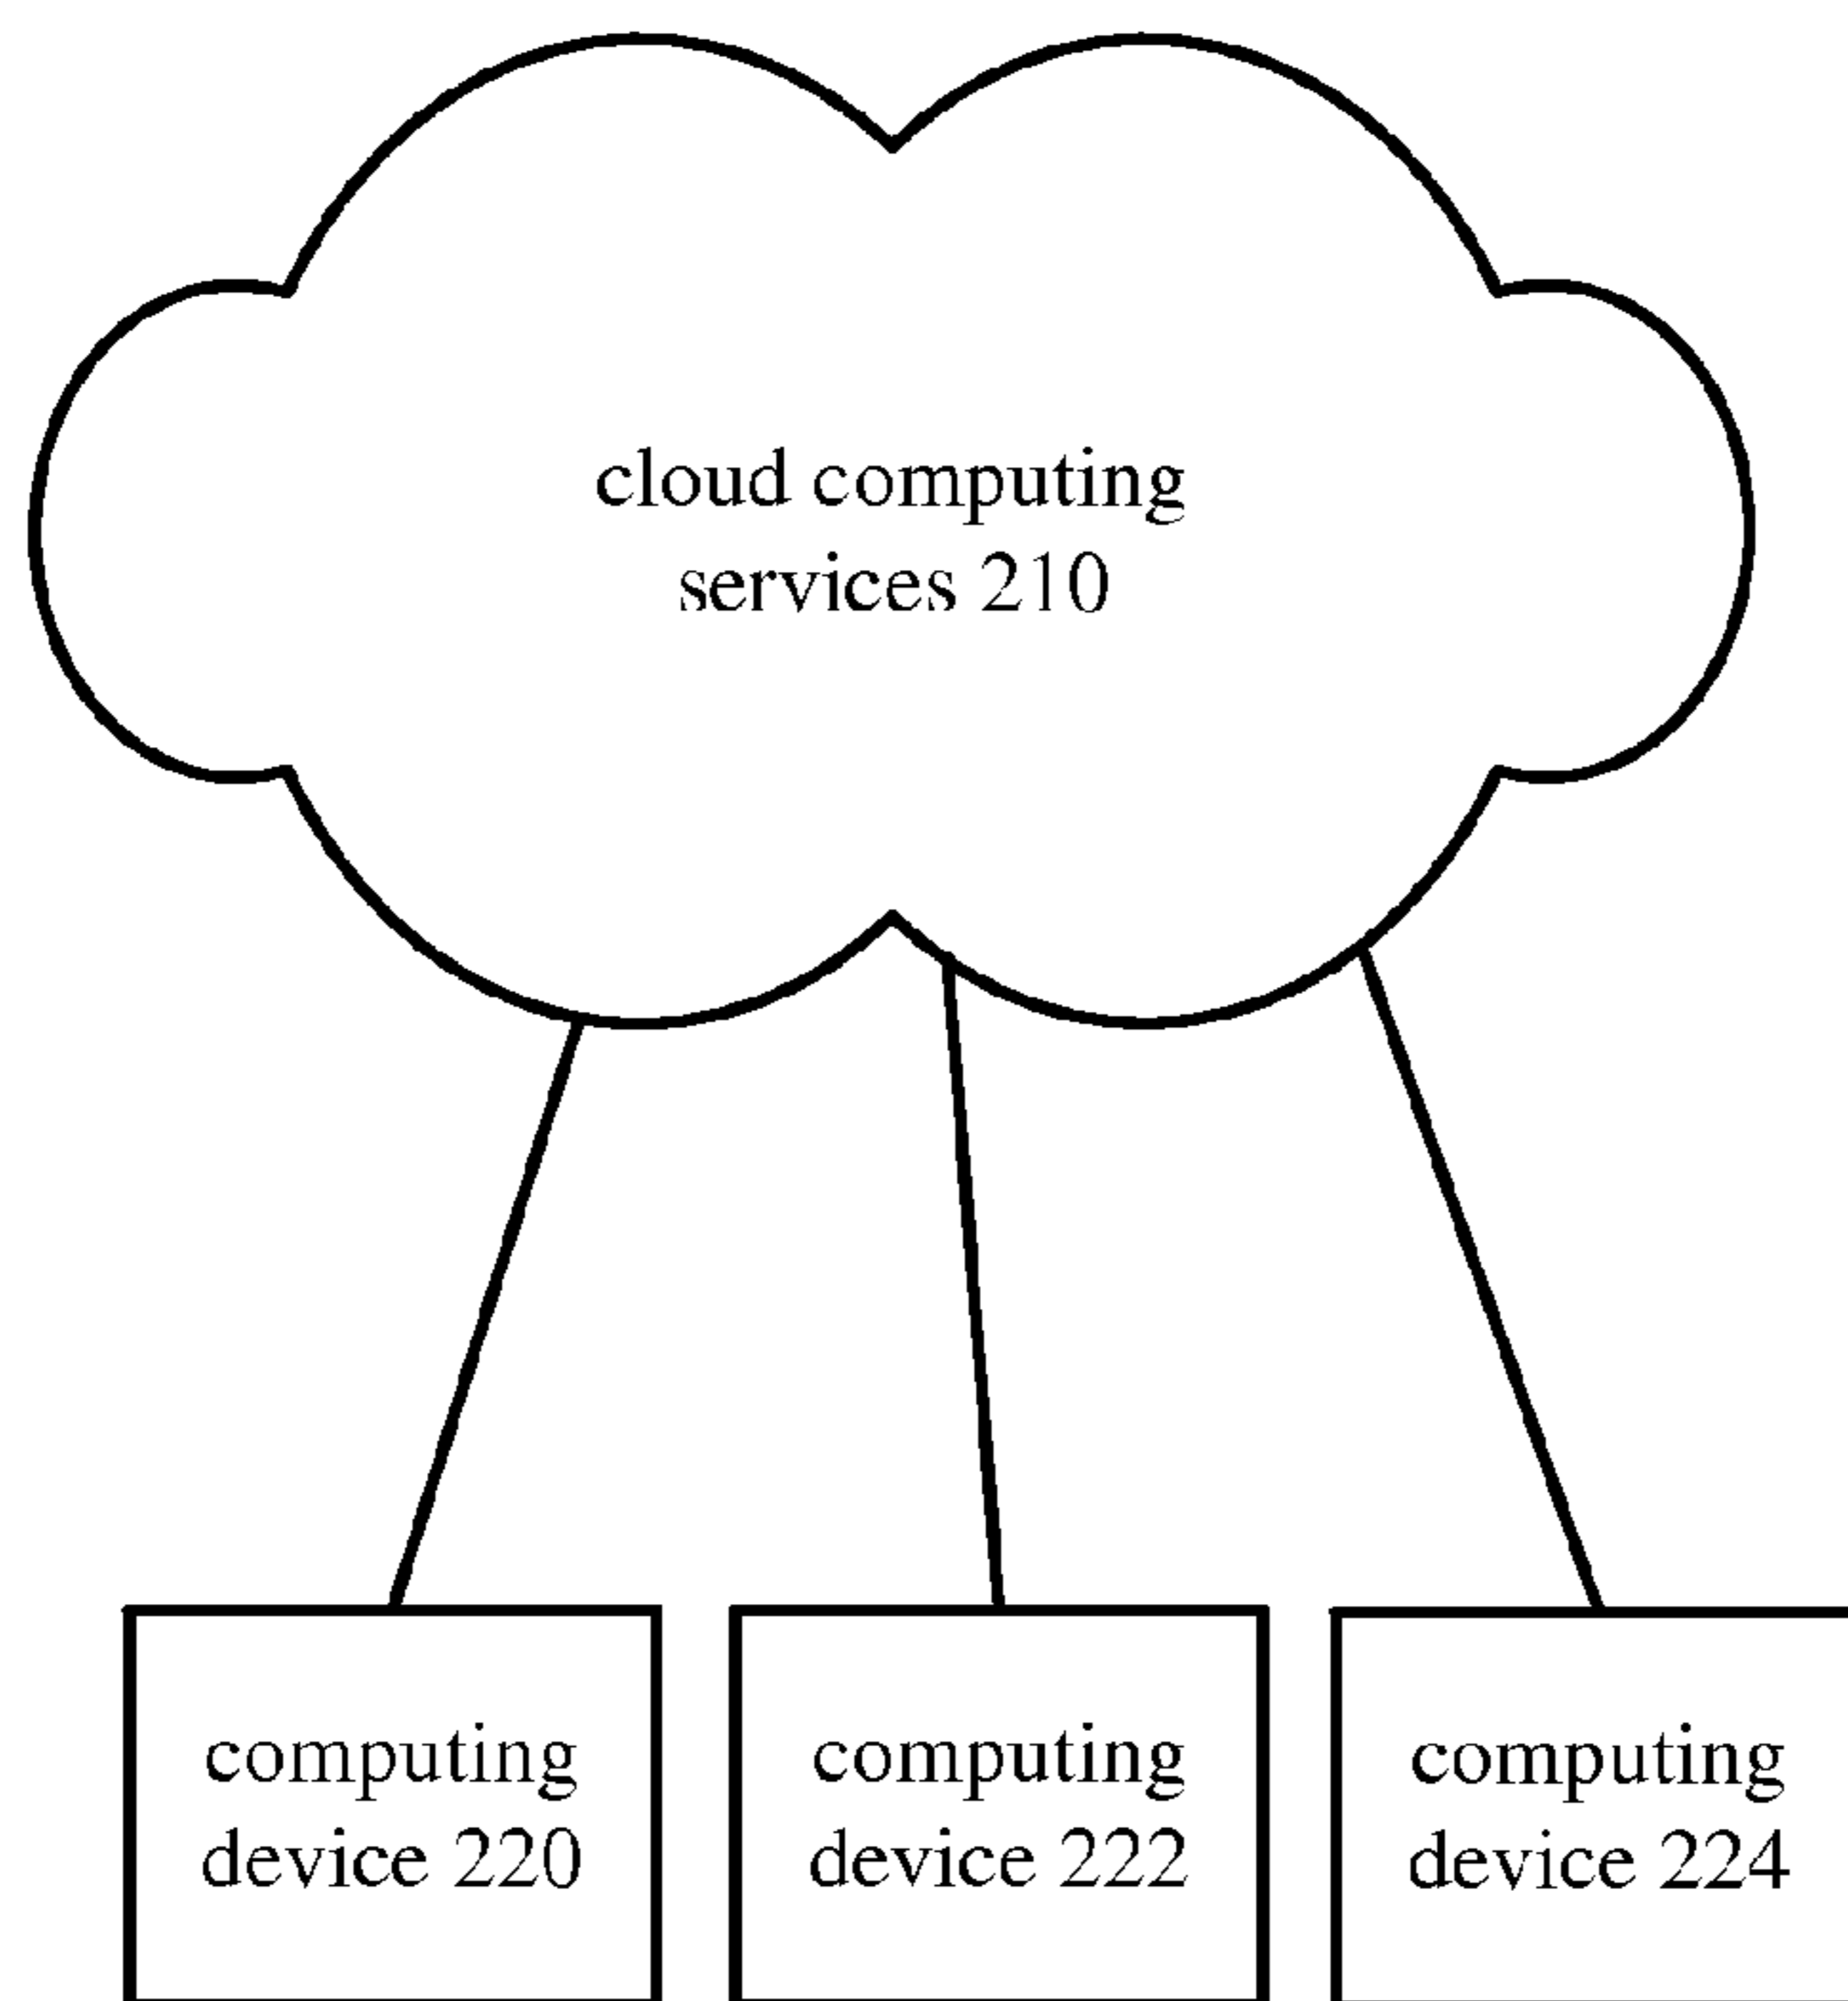 cloud computing
services 210
computing
device 220
computing
device 222
computing
device 224